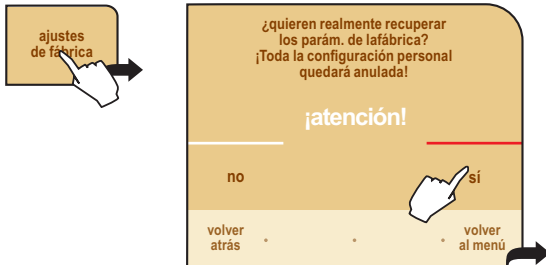 ajustes
de fábrica
¿quieren realmente recuperar
los parám. de lafábrica?
¡Toda la configuración personal
quedará anulada!
¡atención!
no
sí
volver
atrás
volver
al menú